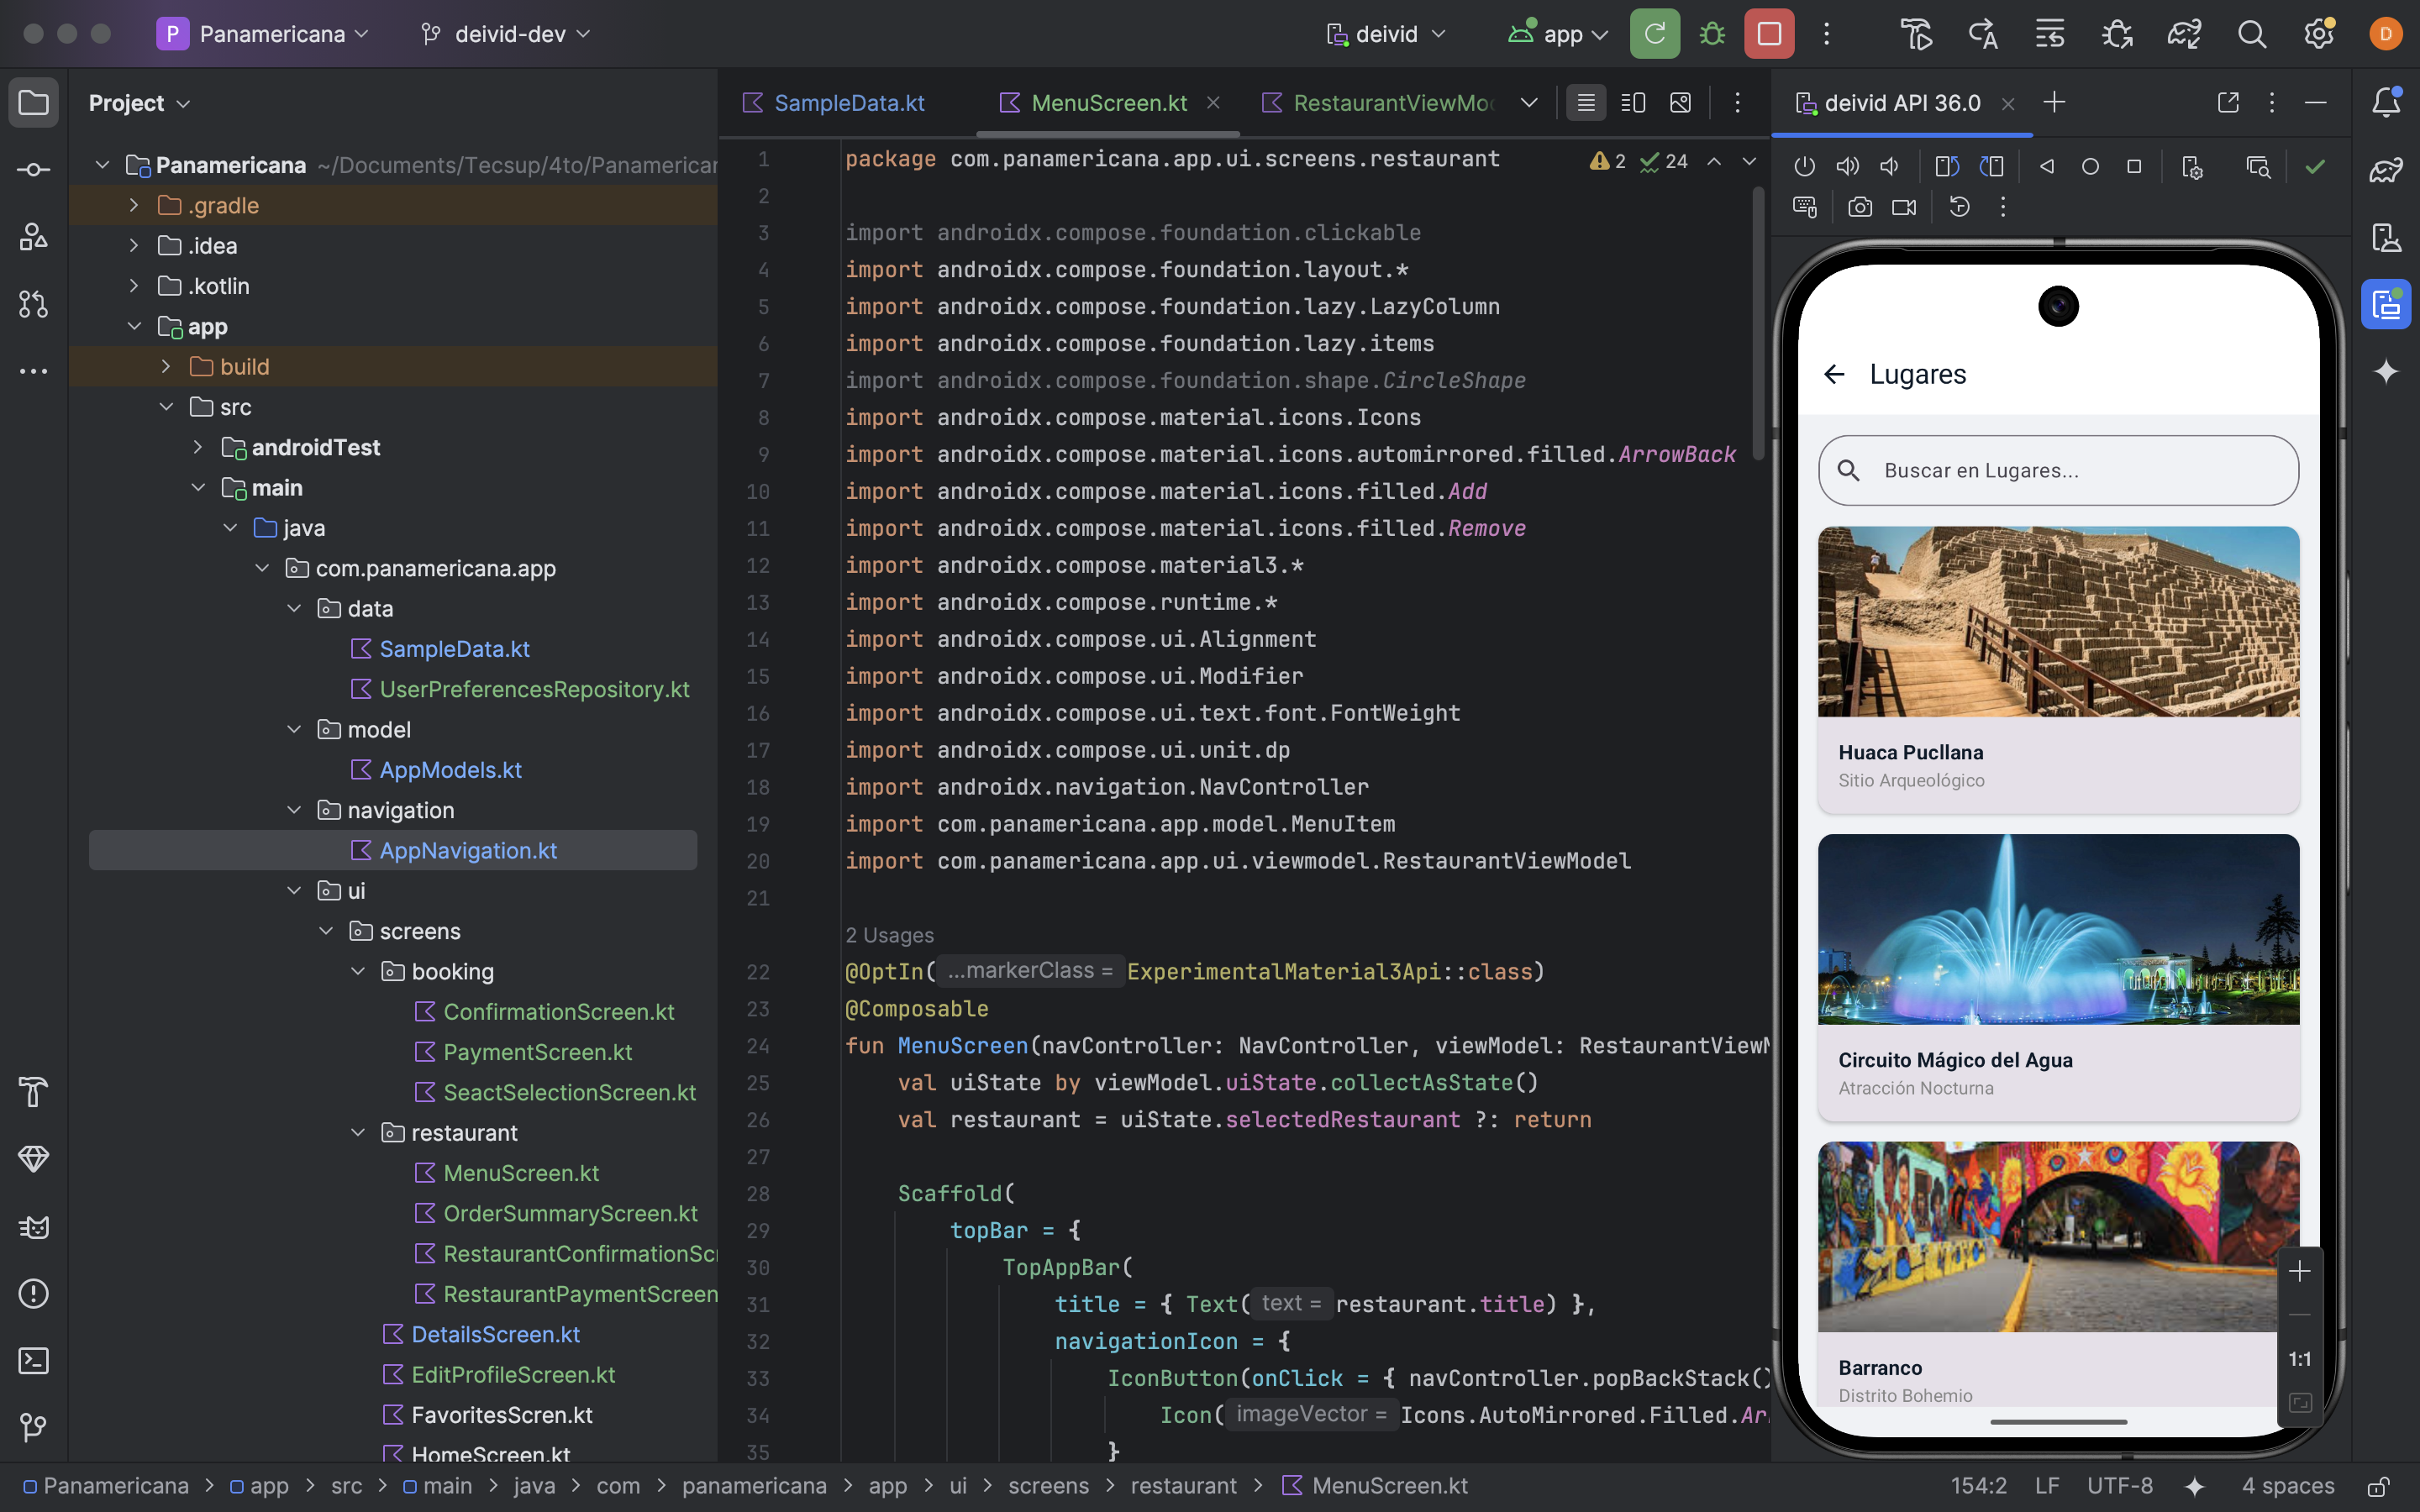 P Panamericana deivid-dev deivid app D
Project
Panamericana ~/Documents/Tecsup/4to/Panamerican
.gradle
.idea
.kotlin
app
build
src
androidTest
main
java
com.panamericana.app
data
SampleData.kt
UserPreferencesRepository.kt
model
AppModels.kt
navigation
AppNavigation.kt
ui
screens
booking
ConfirmationScreen.kt
PaymentScreen.kt
SeactSelectionScreen.kt
restaurant
MenuScreen.kt
OrderSummaryScreen.kt
RestaurantConfirmationScr
RestaurantPaymentScreen
DetailsScreen.kt
EditProfileScreen.kt
FavoritesScren.kt
HomeScreen.kt
SampleData.kt MenuScreen.kt RestaurantViewMod
2 24
1 package com.panamericana.app.ui.screens.restaurant
2
3 import androidx.compose.foundation.clickable
4 import androidx.compose.foundation.layout.*
5 import androidx.compose.foundation.lazy.LazyColumn
6 import androidx.compose.foundation.lazy.items
7 import androidx.compose.foundation.shape.CircleShape
8 import androidx.compose.material.icons.Icons
9 import androidx.compose.material.icons.automirrored.filled.ArrowBack
10 import androidx.compose.material.icons.filled.Add
11 import androidx.compose.material.icons.filled.Remove
12 import androidx.compose.material3.*
13 import androidx.compose.runtime.*
14 import androidx.compose.ui.Alignment
15 import androidx.compose.ui.Modifier
16 import androidx.compose.ui.text.font.FontWeight
17 import androidx.compose.ui.unit.dp
18 import androidx.navigation.NavController
19 import com.panamericana.app.model.MenuItem
20 import com.panamericana.app.ui.viewmodel.RestaurantViewModel
21
2 Usages
22 @OptIn( ...markerClass = ExperimentalMaterial3Api::class)
23 @Composable
24 fun MenuScreen(navController: NavController, viewModel: RestaurantViewM
25 val uiState by viewModel.uiState.collectAsState()
26 val restaurant = uiState.selectedRestaurant ?: return
27
28 Scaffold(
29 topBar = {
30 TopAppBar(
31 title = { Text( text = restaurant.title) },
32 navigationIcon = {
33 IconButton(onClick = { navController.popBackStack()
34 Icon( imageVector = Icons.AutoMirrored.Filled.Ar
35 }
deivid API 36.0
Lugares
Buscar en Lugares...
Huaca Pucllana
Sitio Arqueológico
Circuito Mágico del Agua
Atracción Nocturna
Barranco
Distrito Bohemio
1:1
Panamericana > app > src > main > java > com > panamericana > app > ui > screens > restaurant > MenuScreen.kt
154:2 LF UTF-8 4 spaces